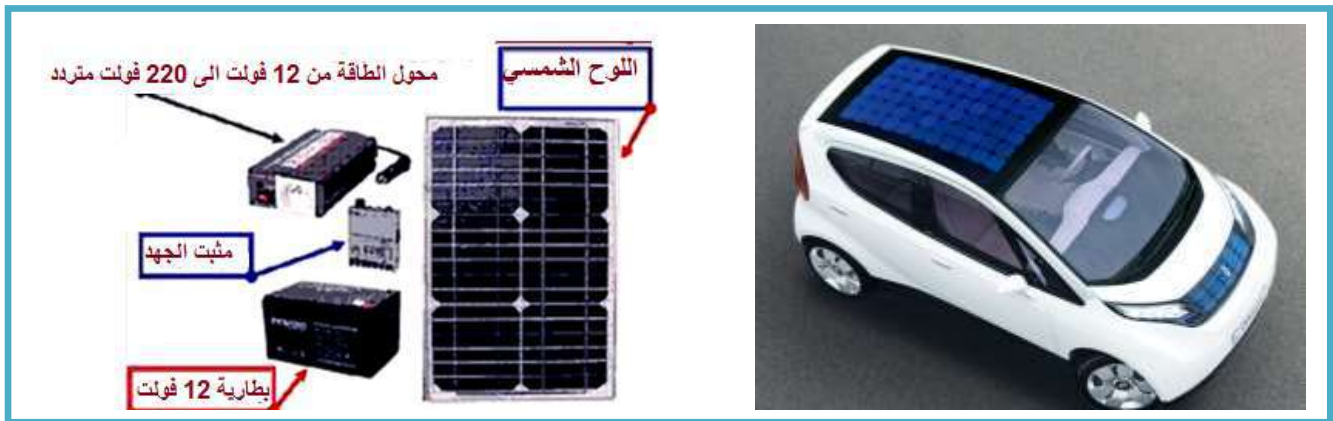 اللوح الشمسي
محول الطاقة من 12 فولت الى 220 فولت متردد
مثبت الجهد
بطارية 12 فولت